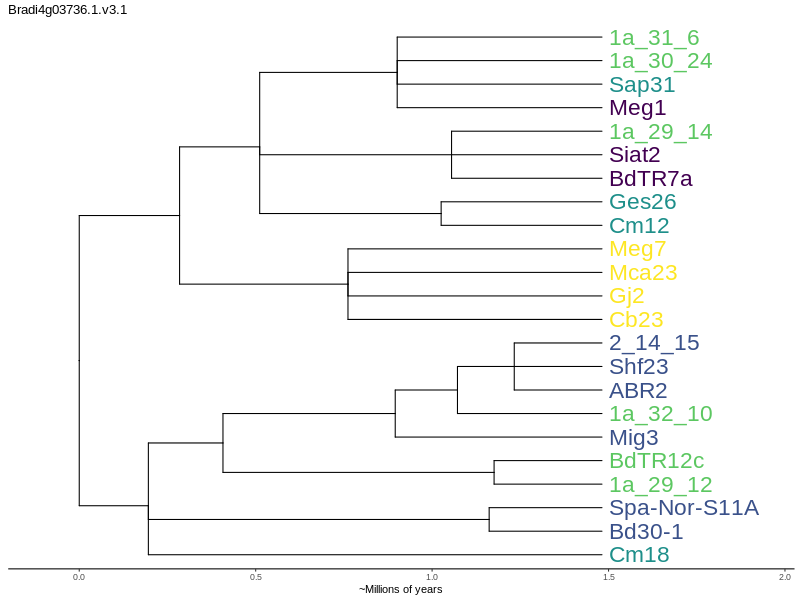 Bradi4g03736.1.v3.1
1a_31_6
1a_30_24
Sap31
Meg1
1a_29_14
Siat2
BdTR7a
Ges26
Cm12
Meg7
Mca23
Gj2
Cb23
2_14_15
Shf23
ABR2
1a_32_10
Mig3
BdTR12c
1a_29_12
Spa-Nor-S11A
Bd30-1
Cm18
0.0 0.5 1.0 1.5 2.0
~Millions of years